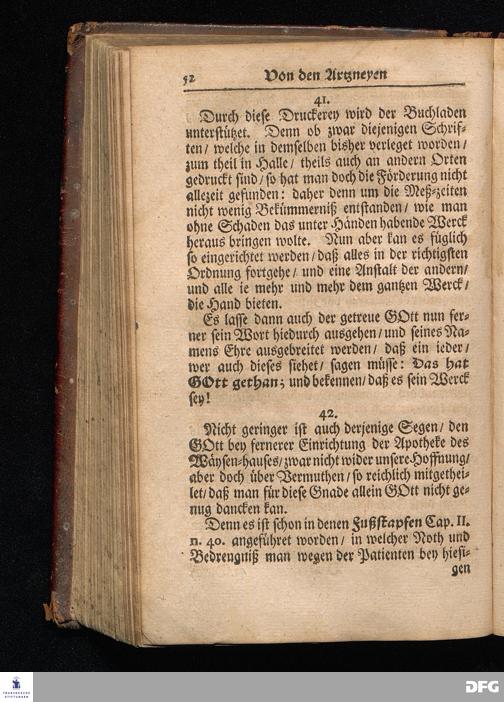 52 Von den Artzneyen
41.
Durch diese Druckerey wird der Buchladen
unterstützet. Denn ob zwar diejenigen Schrif-
ten/ welche in demselben bisher verleget worden/
zum theil in Halle/ theils auch an andern Orten
gedruckt sind/ so hat man doch die Förderung nicht
allezeit gefunden: daher denn um die Meß-zeiten
nicht wenig Bekümmerniß entstanden/ wie man
ohne Schaden das unter Händen habende Werck
heraus bringen wolte. Nun aber kan es füglich
so eingerichtet werden/ daß alles in der richtigsten
Ordnung fortgehe/ und eine Anstalt der andern/
und alle ie mehr und mehr dem gantzen Werck/
die Hand bieten.
Es lasse dann auch der getreue GOtt nun fer-
ner sein Wort hiedurch ausgehen/ und seines Na-
mens Ehre ausgebreitet werden/ daß ein ieder/
wer auch dieses siehet/ sagen müsse: Das hat
GOtt gethan; und bekennen/ daß es sein Werck
sey!
42.
Nicht geringer ist auch derjenige Segen/ den
GOtt bey fernerer Einrichtung der Apotheke des
Wäysen-hauses/ zwar nicht wider unsere Hoffnung/
aber doch über Vermuthen/ so reichlich mitgethei-
let/ daß man für diese Gnade allein GOtt nicht ge-
nug dancken kan.
Denn es ist schon in denen Fußstapfen Cap. II.
n. 40. angeführet worden/ in welcher Noth und
Bedrengniß man wegen der Patienten bey hiesi-
gen
FRANCKESCHE
STIFTUNGEN
DFG